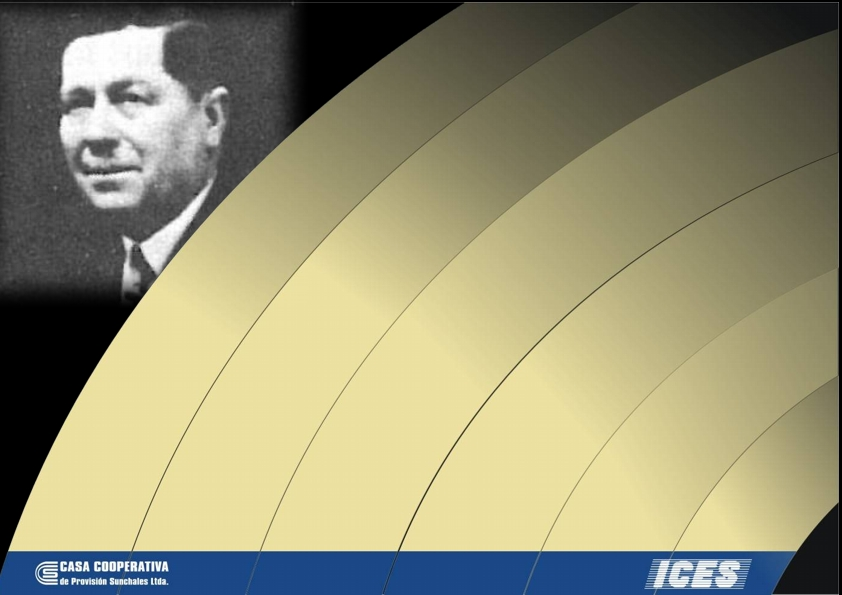 CASA COOPERATIVA
de Provisión Sunchales Ltda.
ICES